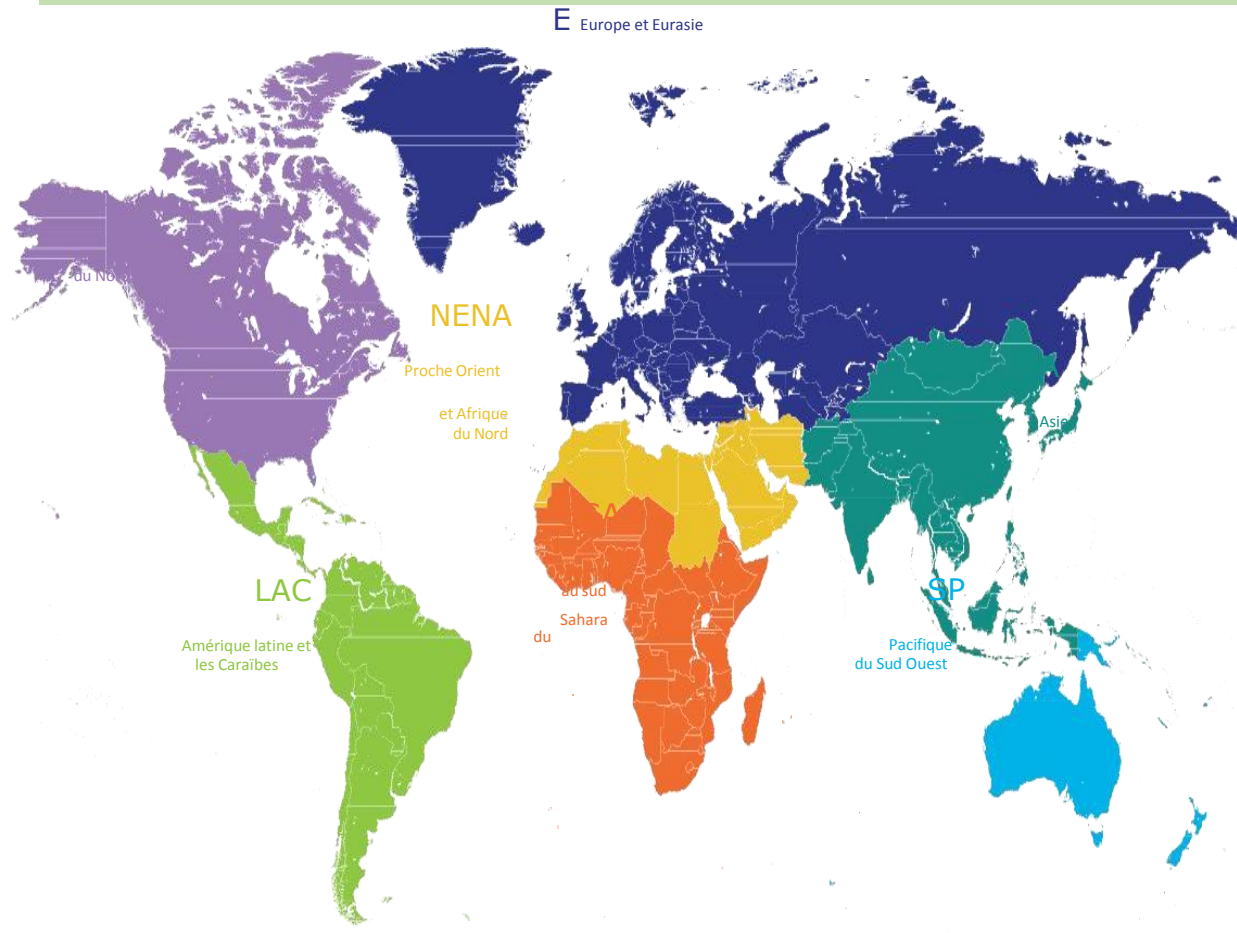 E Europe et Eurasie
du No
NENA
Proche Orient
et Afrique
du Nord
Asie
SA
au sud
Sahara
du
LAC
Amérique latine et
les Caraïbes
SP
Pacifique
du Sud Ouest